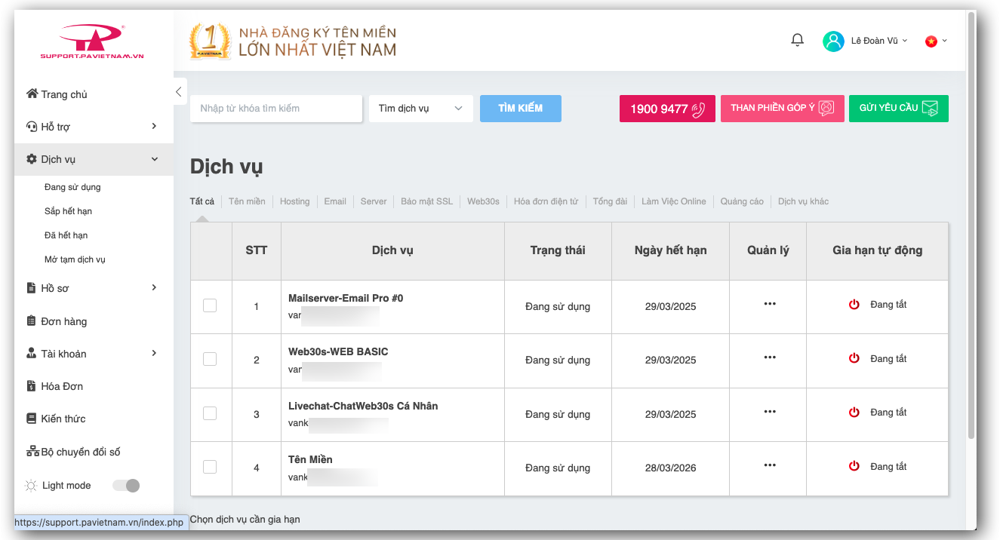 PA
SUPPORT.PAVIETNAM.VN
1
P.A VIETNAM
NHÀ ĐĂNG KÝ TÊN MIỀN
LỚN NHẤT VIỆT NAM
Lê Đoàn Vũ
Trang chủ
Hỗ trợ
Dịch vụ
Đang sử dụng
Sắp hết hạn
Đã hết hạn
Mở tạm dịch vụ
Hồ sơ
Đơn hàng
Tài khoản
Hóa Đơn
Kiến thức
Bộ chuyển đổi số
Light mode
https://support.pavietnam.vn/index.php
Nhập từ khóa tìm kiếm
Tìm dịch vụ
TÌM KIẾM
1900 9477
THAN PHIỀN GÓP Ý
GỬI YÊU CẦU
Dịch vụ
Tất cả Tên miền Hosting Email Server Bảo mật SSL Web30s Hóa đơn điện tử Tổng đài Làm Việc Online Quảng cáo Dịch vụ khác
STT Dịch vụ Trạng thái Ngày hết hạn Quản lý Gia hạn tự động
1 Mailserver-Email Pro #0 Đang sử dụng 29/03/2025 ••• Đang tắt
2 Web30s-WEB BASIC Đang sử dụng 29/03/2025 ••• Đang tắt
3 Livechat-ChatWeb30s Cá Nhân Đang sử dụng 29/03/2025 ••• Đang tắt
4 Tên Miền Đang sử dụng 28/03/2026 ••• Đang tắt
Chọn dịch vụ cần gia hạn